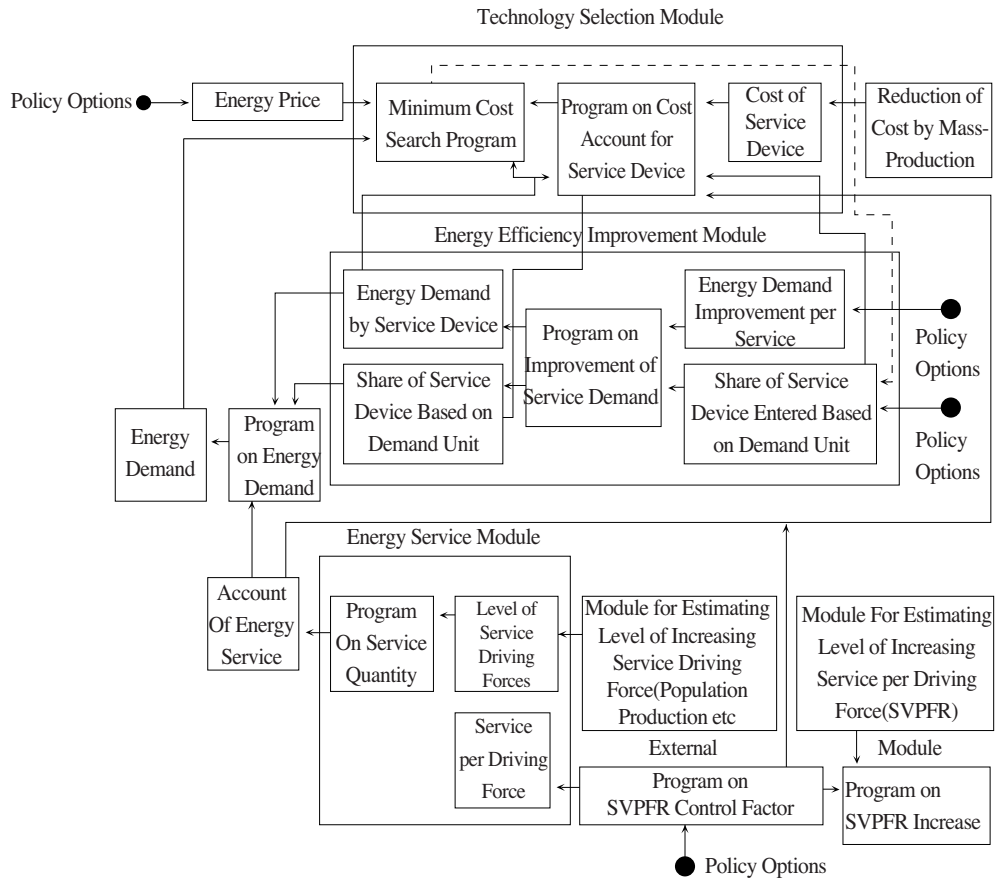 Technology Selection Module
Policy Options
Energy Price
Minimum Cost
Search Program
Program on Cost
Account for
Service Device
Cost of
Service
Device
Reduction of
Cost by Mass-
Production
Energy Efficiency Improvement Module
Energy Demand
by Service Device
Program on
Improvement of
Service Demand
Energy Demand
Improvement per
Service
Policy
Options
Share of Service
Device Based on
Demand Unit
Share of Service
Device Entered Based
on Demand Unit
Policy
Options
Energy
Demand
Program
on Energy
Demand
Energy Service Module
Account
Of Energy
Service
Program
On Service
Quantity
Level of
Service
Driving
Forces
Module for Estimating
Level of Increasing
Service Driving
Force(Population
Production etc
Module For Estimating
Level of Increasing
Service per Driving
Force(SVPFR)
Service
per Driving
Force
External
Module
Program on
SVPFR Control Factor
Program on
SVPFR Increase
Policy Options